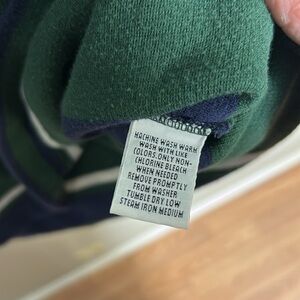 MACHINE WASH WARM
WASH WITH LIKE
COLORS. ONLY NON-
CHLORINE BLEACH
WHEN NEEDED
REMOVE PROMPTLY
FROM WASHER
TUMBLE DRY LOW
STEAM IRON MEDIUM